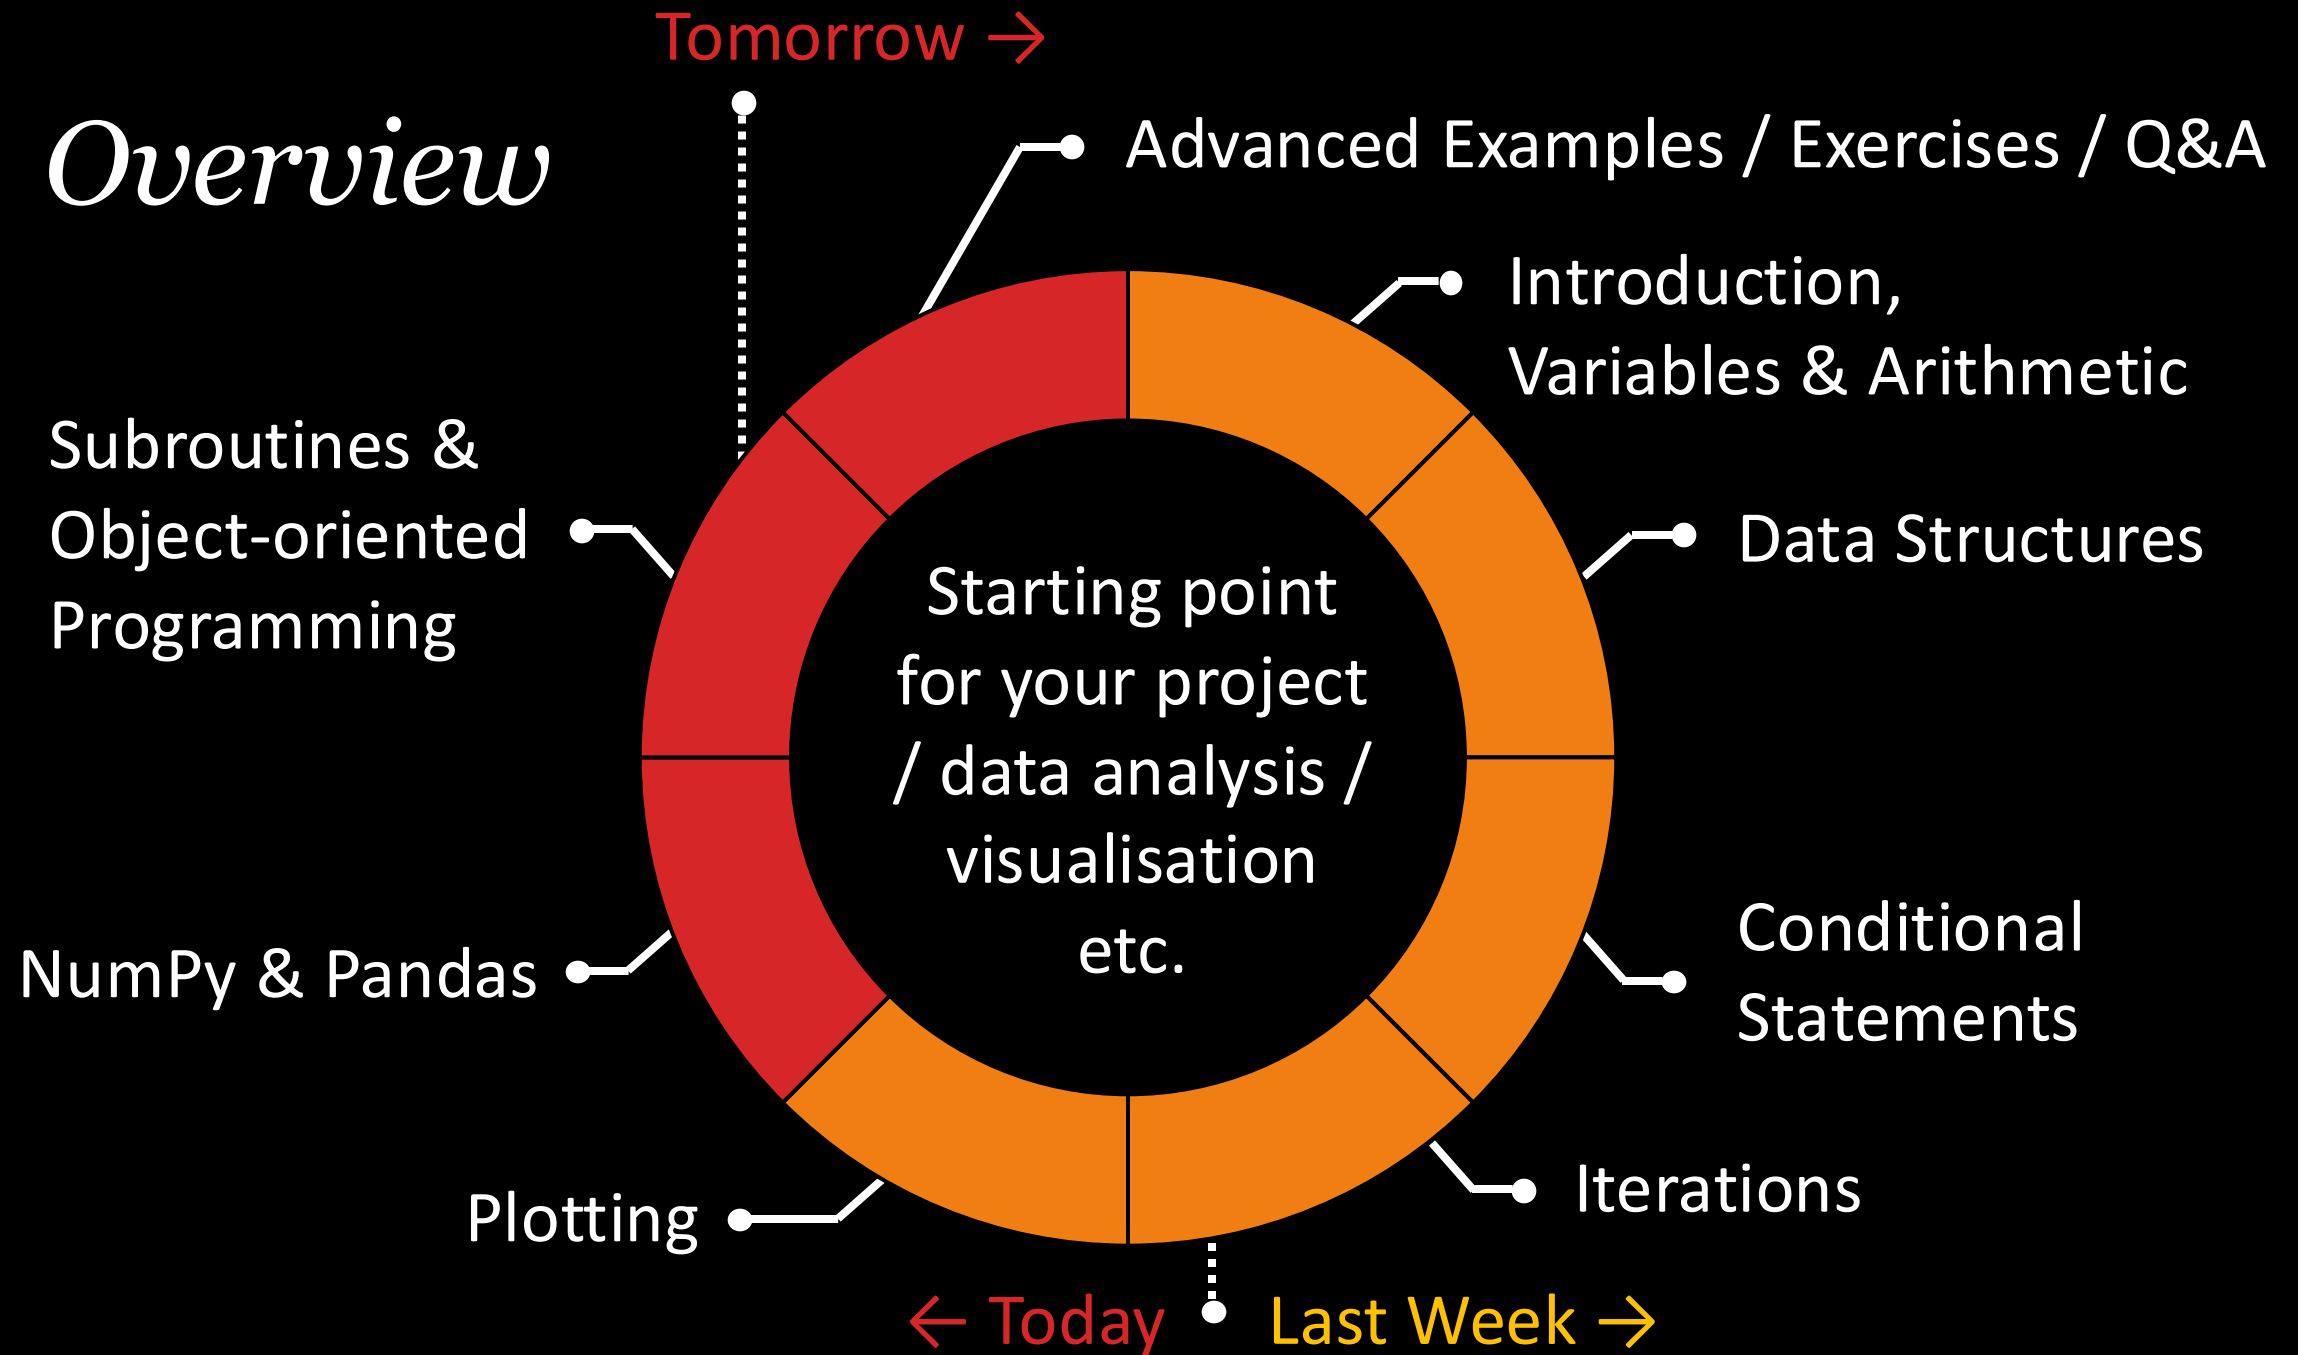 Tomorrow →
Overview
Advanced Examples / Exercises / Q&A
Introduction,
Variables & Arithmetic
Data Structures
Conditional
Statements
Iterations
Last Week →
← Today
Plotting
NumPy & Pandas
Subroutines &
Object-oriented
Programming
Starting point
for your project
/ data analysis /
visualisation
etc.